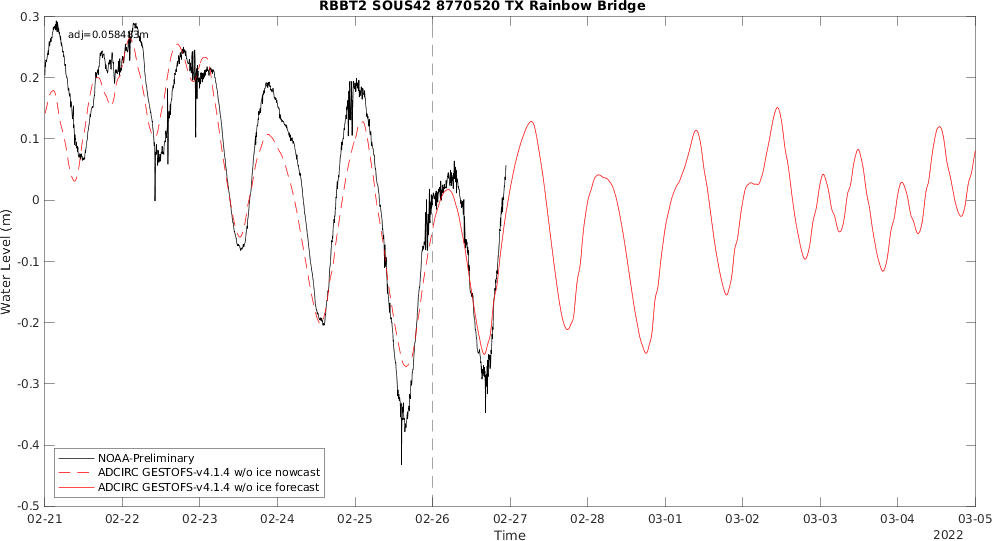 RBBT2 SOUS42 8770520 TX Rainbow Bridge
adj=0.058483m
0.3
0.2
0.1
0
-0.1
-0.2
-0.3
-0.4
-0.5
Water Level (m)
NOAA-Preliminary
ADCIRC GESTOFS-v4.1.4 w/o ice nowcast
ADCIRC GESTOFS-v4.1.4 w/o ice forecast
02-21 02-22 02-23 02-24 02-25 02-26 02-27 02-28 03-01 03-02 03-03 03-04 03-05
Time
2022